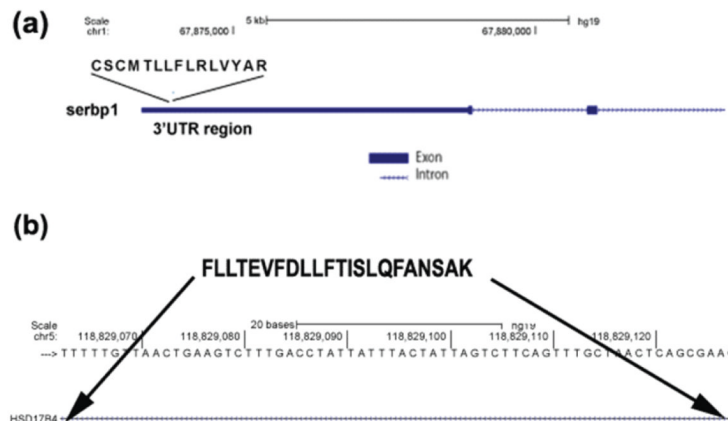 (a)
Scale 5 kb hg19
chr1: 67,875,000 67,880,000
CSCMTLLFLRLVYAR
serbp1
3'UTR region
Exon
Intron
(b)
FLLTEVFDLLFTISLQFANSAK
Scale 20 bases hg19
chr5: 118,829,070 118,829,080 118,829,090 118,829,100 118,829,110 118,829,120
HSD17B4